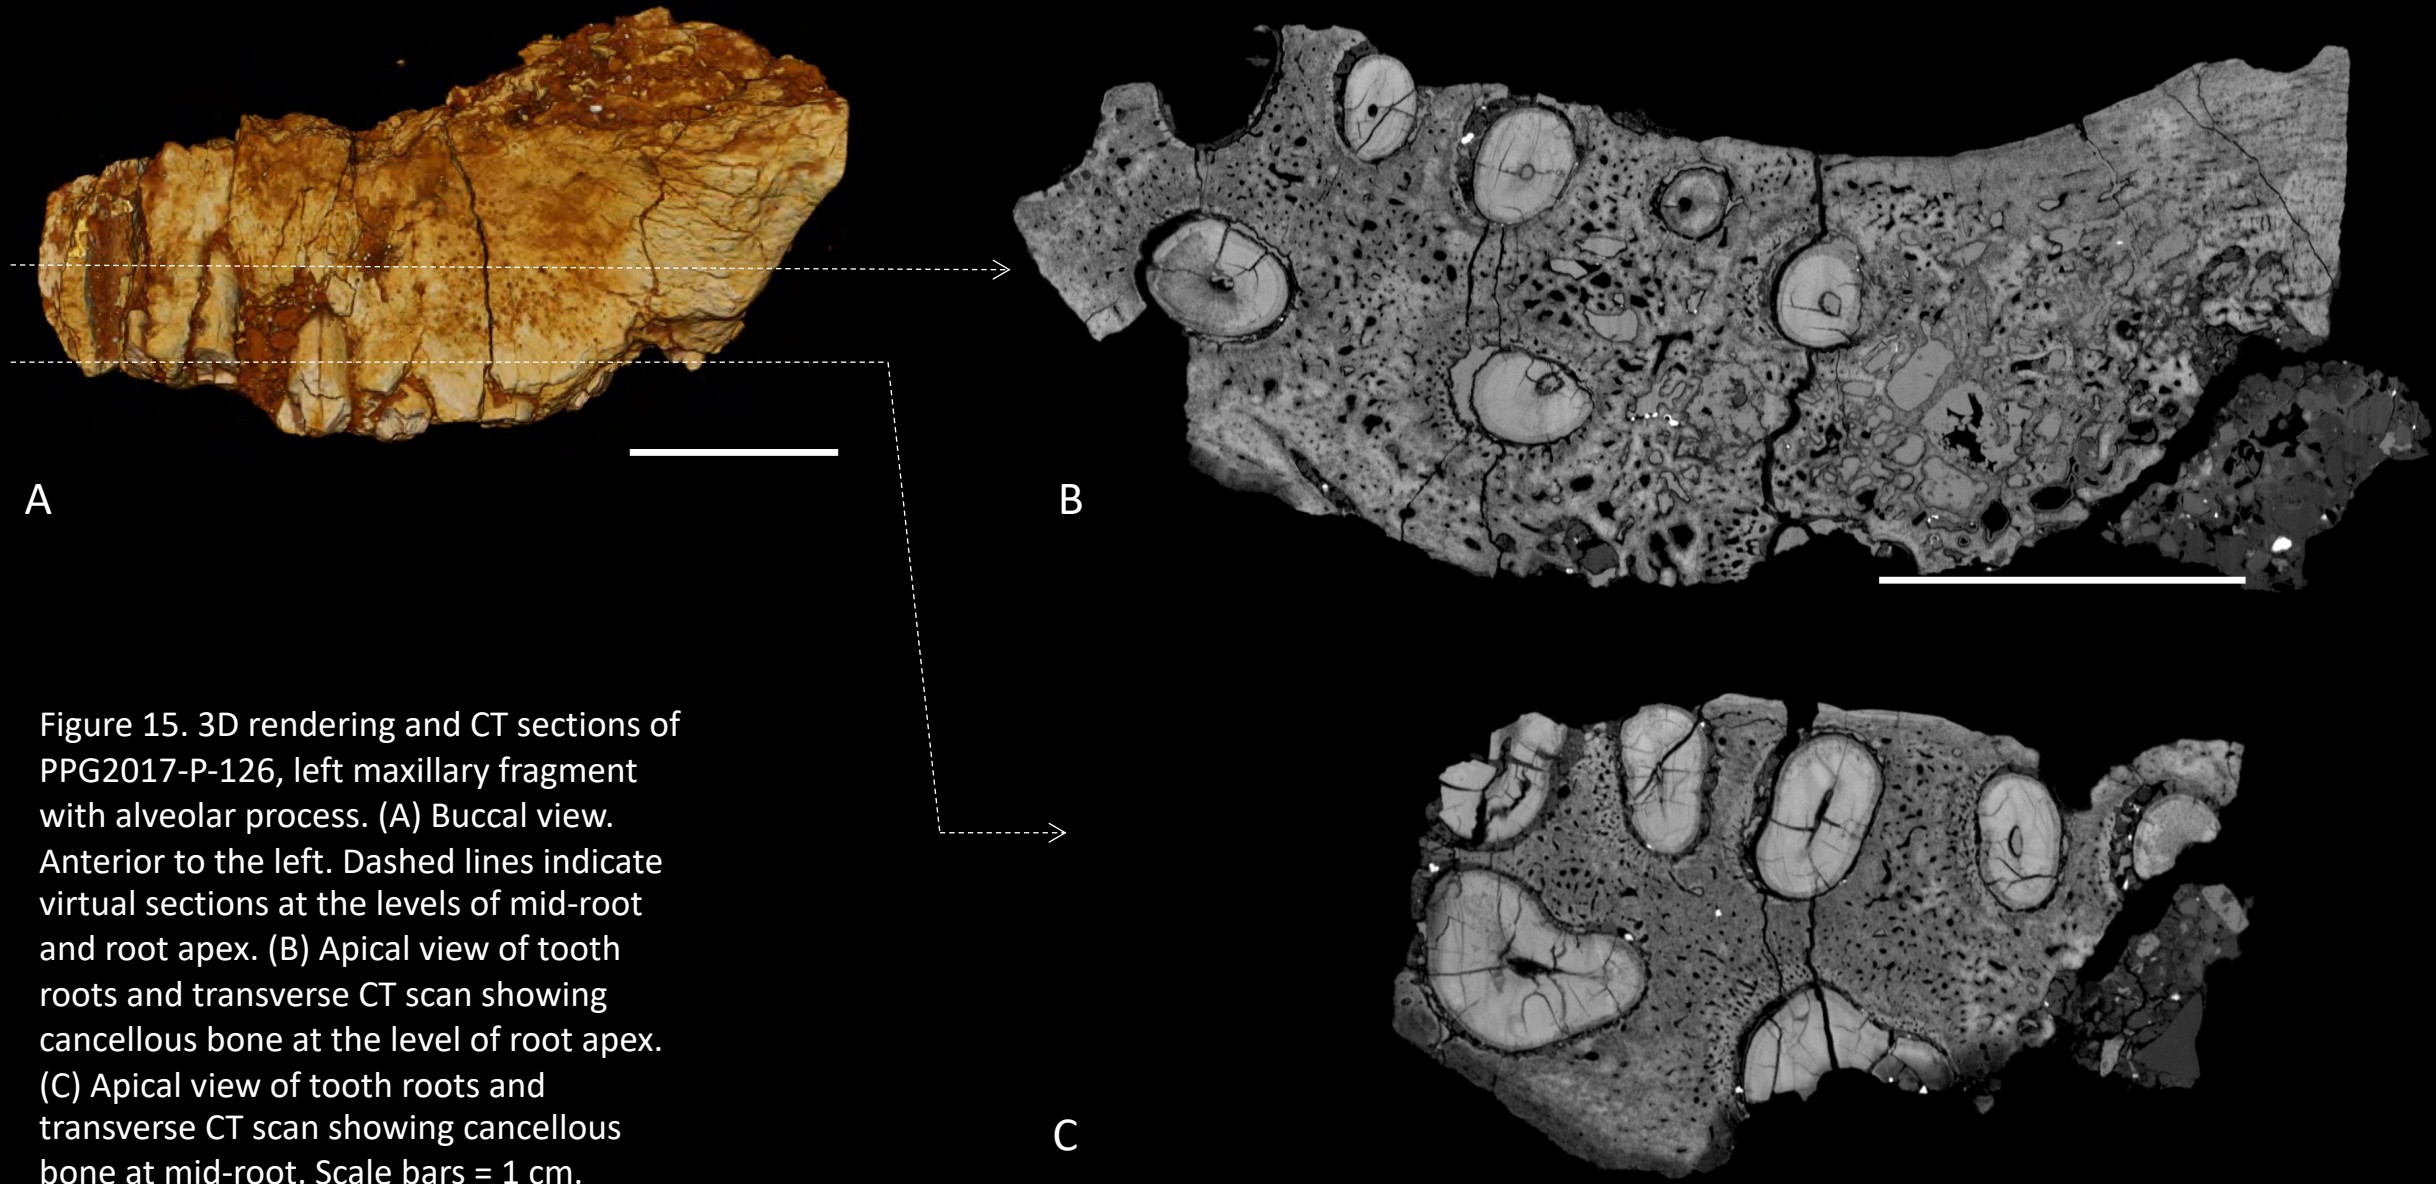 A
B
C
Figure 15. 3D rendering and CT sections of
PPG2017-P-126, left maxillary fragment
with alveolar process. (A) Buccal view.
Anterior to the left. Dashed lines indicate
virtual sections at the levels of mid-root
and root apex. (B) Apical view of tooth
roots and transverse CT scan showing
cancellous bone at the level of root apex.
(C) Apical view of tooth roots and
transverse CT scan showing cancellous
bone at mid-root. Scale bars = 1 cm.